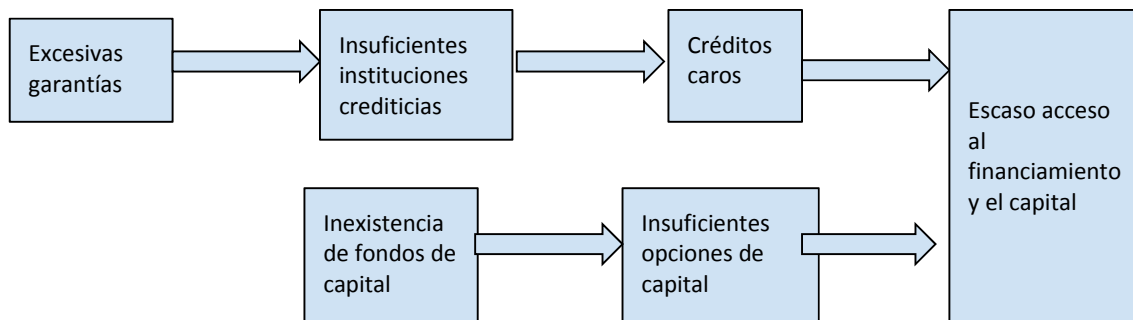 Excesivas
garantías
Insuficientes
instituciones
crediticias
Créditos
caros
Escaso acceso
al
financiamiento
y el capital
Inexistencia
de fondos de
capital
Insuficientes
opciones de
capital